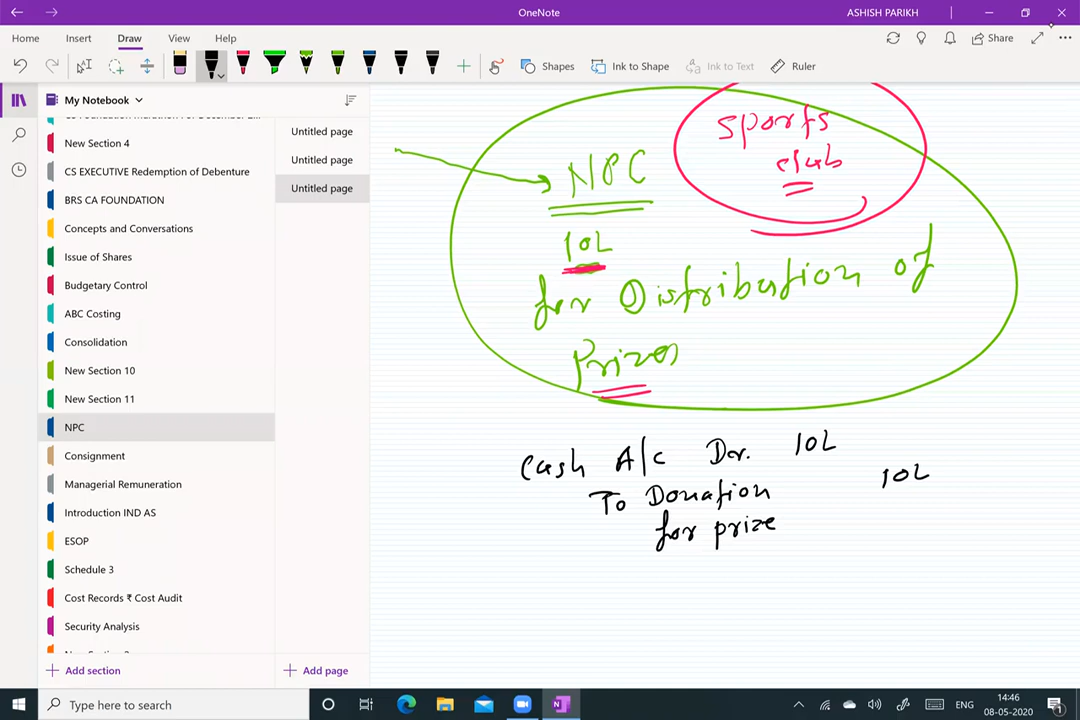 OneNote
ASHISH PARIKH
Home Insert Draw View Help
Share
Shapes
Ink to Shape
Ink to Text
Ruler
My Notebook
New Section 4
CS EXECUTIVE Redemption of Debenture
BRS CA FOUNDATION
Concepts and Conversations
Issue of Shares
Budgetary Control
ABC Costing
Consolidation
New Section 10
New Section 11
NPC
Consignment
Managerial Remuneration
Introduction IND AS
ESOP
Schedule 3
Cost Records ₹ Cost Audit
Security Analysis
Add section
Untitled page
Untitled page
Untitled page
Add page
sports
club
NPC
10L
for Distribution of
Prizes
Cash A/c Dr. 10L
To Donation 10L
for prize
Type here to search
ENG
14:46
08-05-2020
1